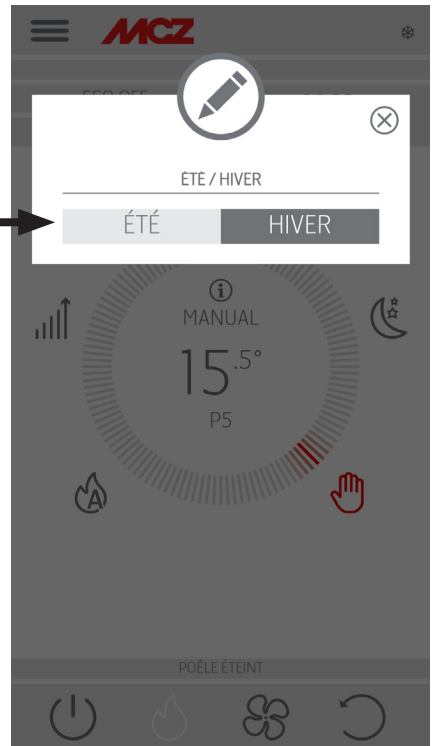 MCZ
ÉTÉ / HIVER
ÉTÉ HIVER
MANUAL
15.5°
P5
A
POÊLE ÉTEINT